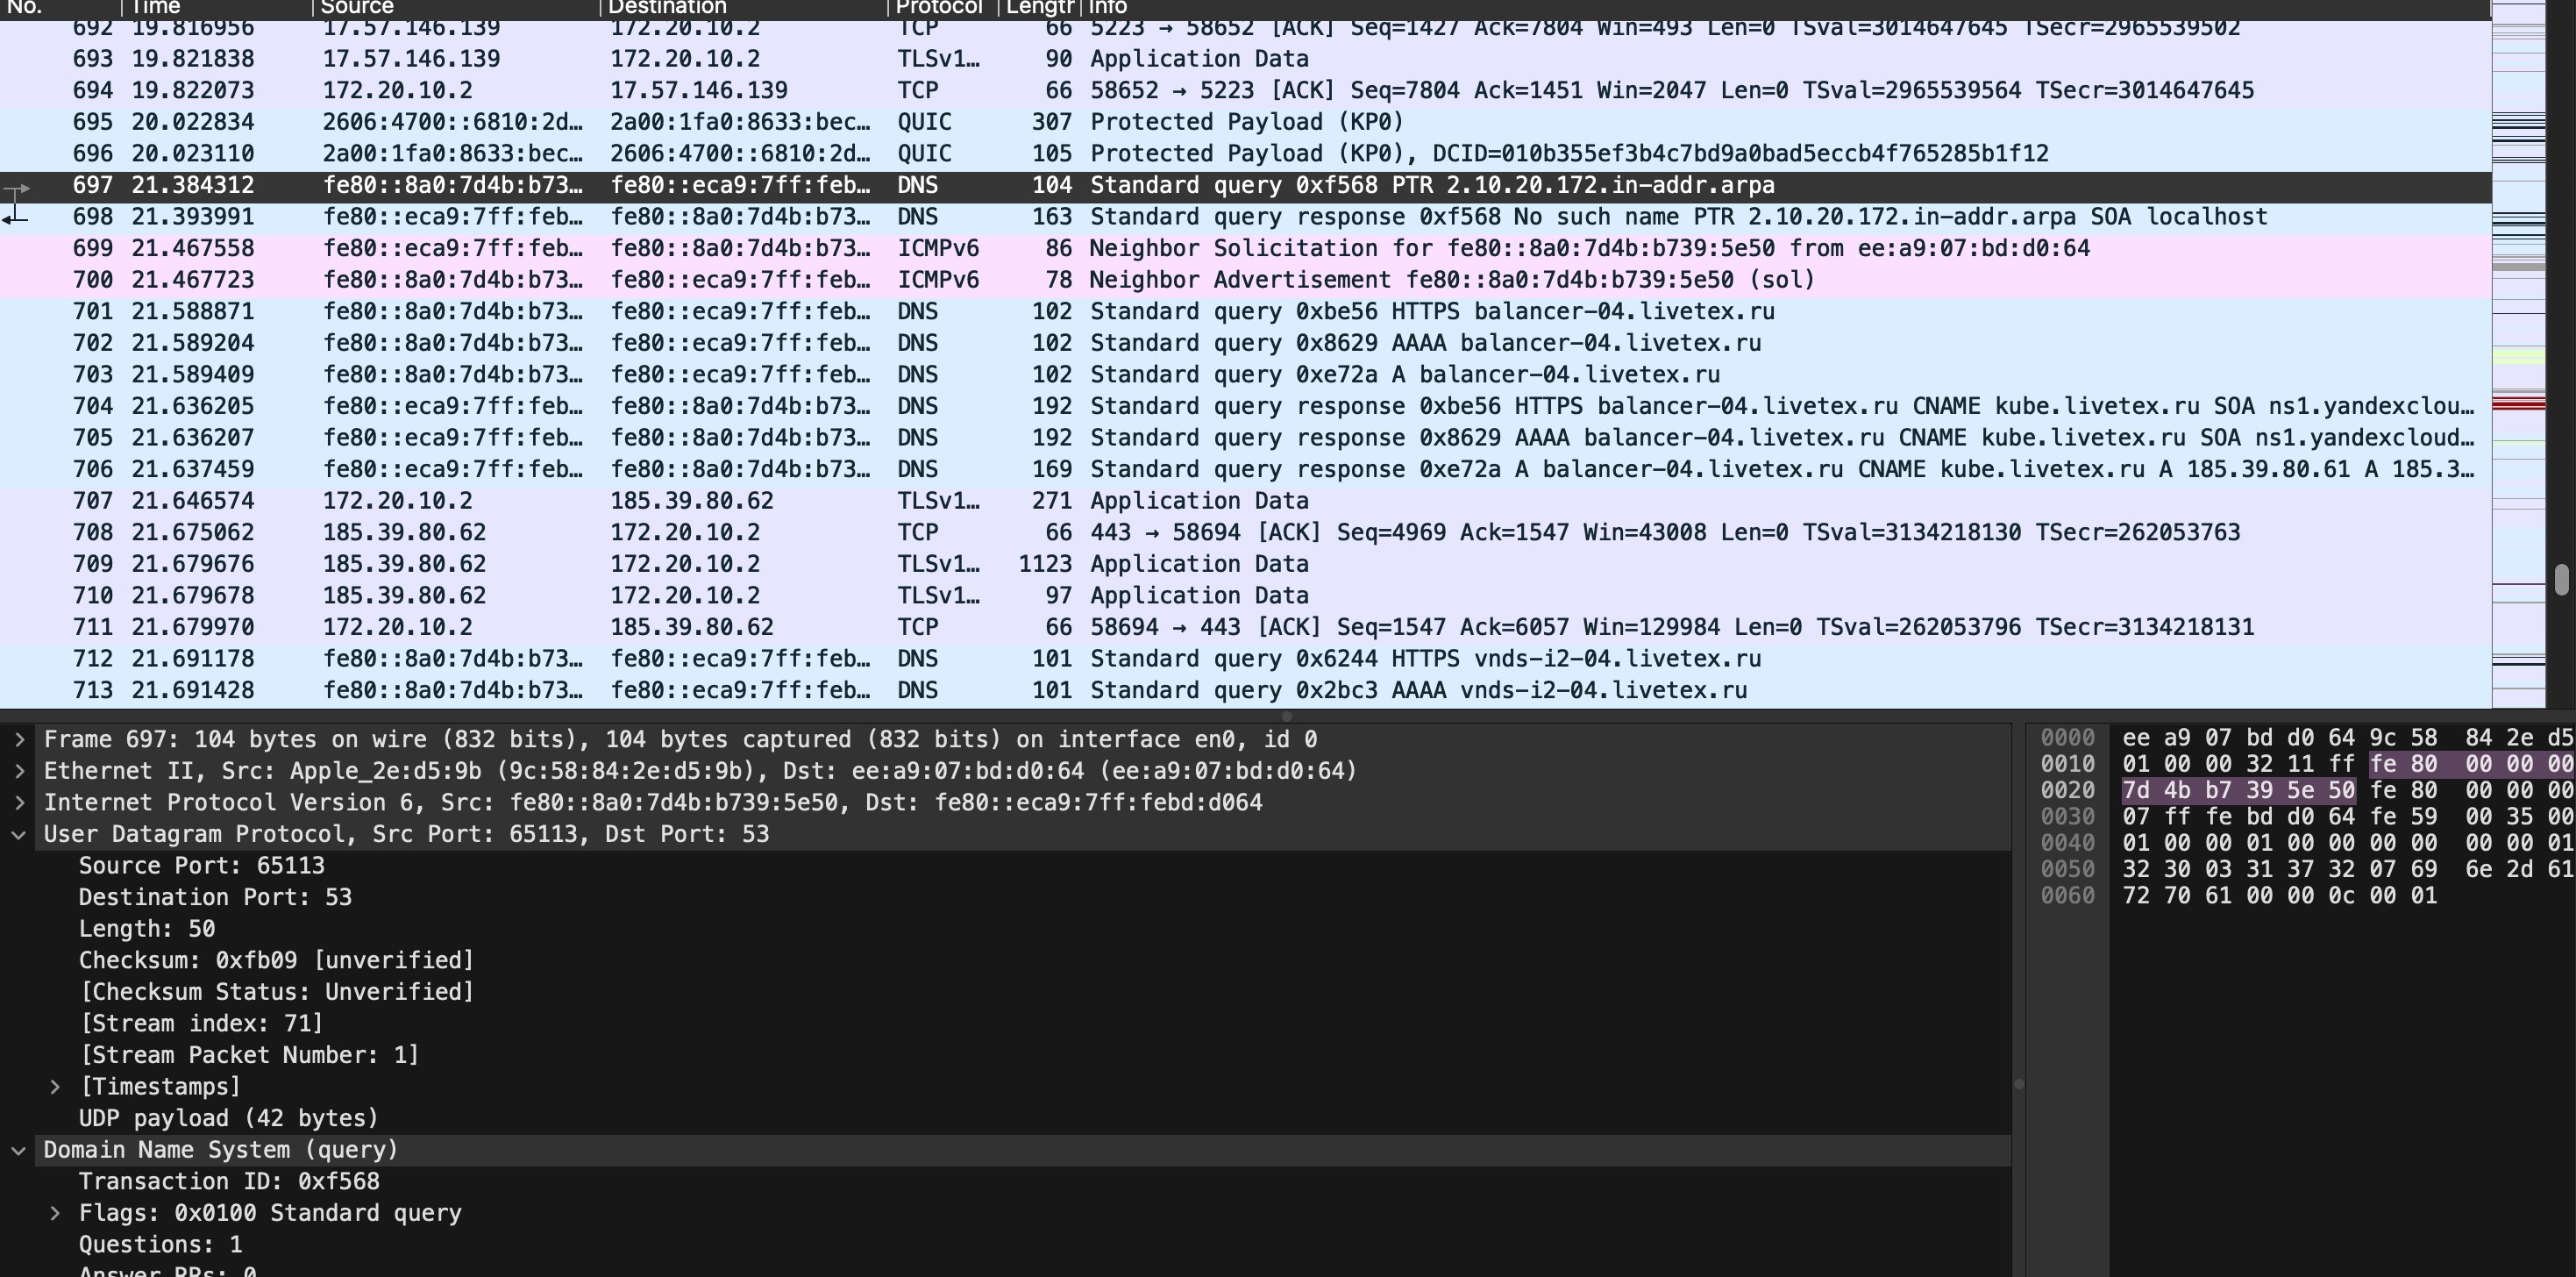 No. Time Source Destination Protocol Length Info
692 19.816956 17.57.146.139 172.20.10.2 TCP 66 5223 → 58652 [ACK] Seq=1427 Ack=7804 Win=493 Len=0 TSval=3014647645 TSecr=2965539502
693 19.821838 17.57.146.139 172.20.10.2 TLSv1… 90 Application Data
694 19.822073 172.20.10.2 17.57.146.139 TCP 66 58652 → 5223 [ACK] Seq=7804 Ack=1451 Win=2047 Len=0 TSval=2965539564 TSecr=3014647645
695 20.022834 2606:4700::6810:2d… 2a00:1fa0:8633:bec… QUIC 307 Protected Payload (KP0)
696 20.023110 2a00:1fa0:8633:bec… 2606:4700::6810:2d… QUIC 105 Protected Payload (KP0), DCID=010b355ef3b4c7bd9a0bad5eccb4f765285b1f12
697 21.384312 fe80::8a0:7d4b:b73… fe80::eca9:7ff:feb… DNS 104 Standard query 0xf568 PTR 2.10.20.172.in-addr.arpa
698 21.393991 fe80::eca9:7ff:feb… fe80::8a0:7d4b:b73… DNS 163 Standard query response 0xf568 No such name PTR 2.10.20.172.in-addr.arpa SOA localhost
699 21.467558 fe80::eca9:7ff:feb… fe80::8a0:7d4b:b73… ICMPv6 86 Neighbor Solicitation for fe80::8a0:7d4b:b739:5e50 from ee:a9:07:bd:d0:64
700 21.467723 fe80::8a0:7d4b:b73… fe80::eca9:7ff:feb… ICMPv6 78 Neighbor Advertisement fe80::8a0:7d4b:b739:5e50 (sol)
701 21.588871 fe80::8a0:7d4b:b73… fe80::eca9:7ff:feb… DNS 102 Standard query 0xbe56 HTTPS balancer-04.livetex.ru
702 21.589204 fe80::8a0:7d4b:b73… fe80::eca9:7ff:feb… DNS 102 Standard query 0x8629 AAAA balancer-04.livetex.ru
703 21.589409 fe80::8a0:7d4b:b73… fe80::eca9:7ff:feb… DNS 102 Standard query 0xe72a A balancer-04.livetex.ru
704 21.636205 fe80::eca9:7ff:feb… fe80::8a0:7d4b:b73… DNS 192 Standard query response 0xbe56 HTTPS balancer-04.livetex.ru CNAME kube.livetex.ru SOA ns1.yandexclou…
705 21.636207 fe80::eca9:7ff:feb… fe80::8a0:7d4b:b73… DNS 192 Standard query response 0x8629 AAAA balancer-04.livetex.ru CNAME kube.livetex.ru SOA ns1.yandexcloud…
706 21.637459 fe80::eca9:7ff:feb… fe80::8a0:7d4b:b73… DNS 169 Standard query response 0xe72a A balancer-04.livetex.ru CNAME kube.livetex.ru A 185.39.80.61 A 185.3…
707 21.646574 172.20.10.2 185.39.80.62 TLSv1… 271 Application Data
708 21.675062 185.39.80.62 172.20.10.2 TCP 66 443 → 58694 [ACK] Seq=4969 Ack=1547 Win=43008 Len=0 TSval=3134218130 TSecr=262053763
709 21.679676 185.39.80.62 172.20.10.2 TLSv1… 1123 Application Data
710 21.679678 185.39.80.62 172.20.10.2 TLSv1… 97 Application Data
711 21.679970 172.20.10.2 185.39.80.62 TCP 66 58694 → 443 [ACK] Seq=1547 Ack=6057 Win=129984 Len=0 TSval=262053796 TSecr=3134218131
712 21.691178 fe80::8a0:7d4b:b73… fe80::eca9:7ff:feb… DNS 101 Standard query 0x6244 HTTPS vnds-i2-04.livetex.ru
713 21.691428 fe80::8a0:7d4b:b73… fe80::eca9:7ff:feb… DNS 101 Standard query 0x2bc3 AAAA vnds-i2-04.livetex.ru
Frame 697: 104 bytes on wire (832 bits), 104 bytes captured (832 bits) on interface en0, id 0
Ethernet II, Src: Apple_2e:d5:9b (9c:58:84:2e:d5:9b), Dst: ee:a9:07:bd:d0:64 (ee:a9:07:bd:d0:64)
Internet Protocol Version 6, Src: fe80::8a0:7d4b:b739:5e50, Dst: fe80::eca9:7ff:febd:d064
User Datagram Protocol, Src Port: 65113, Dst Port: 53
Source Port: 65113
Destination Port: 53
Length: 50
Checksum: 0xfb09 [unverified]
[Checksum Status: Unverified]
[Stream index: 71]
[Stream Packet Number: 1]
[Timestamps]
UDP payload (42 bytes)
Domain Name System (query)
Transaction ID: 0xf568
Flags: 0x0100 Standard query
Questions: 1
Answer RRs: 0
0000 ee a9 07 bd d0 64 9c 58 84 2e d5
0010 01 00 00 32 11 ff fe 80 00 00 00
0020 7d 4b b7 39 5e 50 fe 80 00 00 00
0030 07 ff fe bd d0 64 fe 59 00 35 00
0040 01 00 00 01 00 00 00 00 00 00 01
0050 32 30 03 31 37 32 07 69 6e 2d 61
0060 72 70 61 00 00 0c 00 01